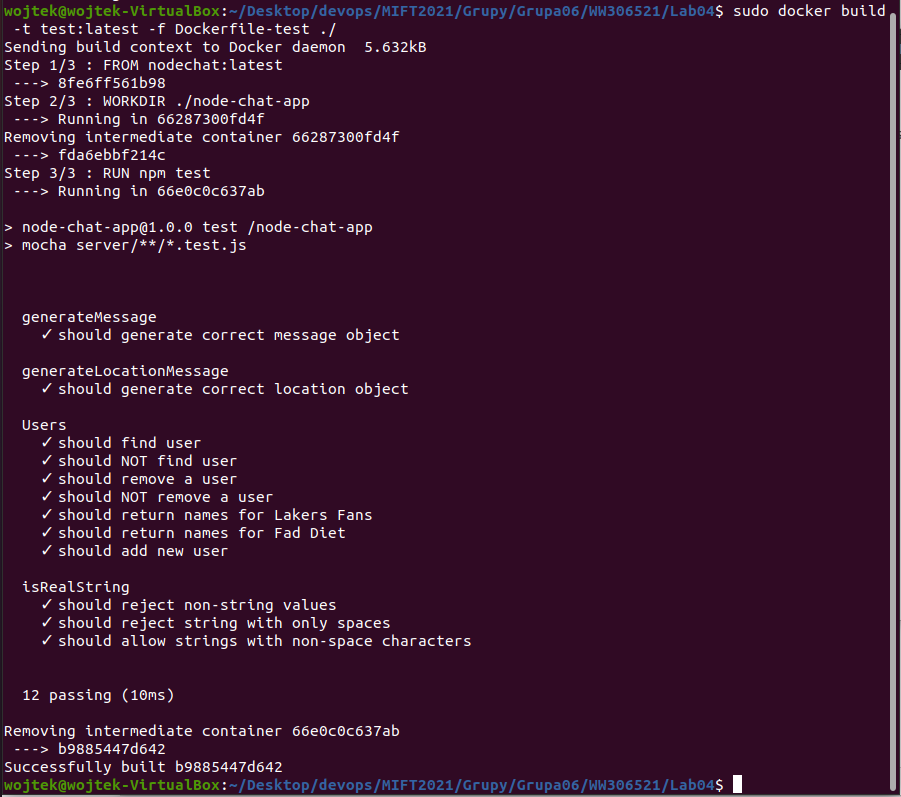 wojtek@wojtek-VirtualBox:~/Desktop/devops/MIFT2021/Grupy/Grupa06/WW306521/Lab04$ sudo docker build
 -t test:latest -f Dockerfile-test ./
Sending build context to Docker daemon  5.632kB
Step 1/3 : FROM nodechat:latest
 ---> 8fe6ff561b98
Step 2/3 : WORKDIR ./node-chat-app
 ---> Running in 66287300fd4f
Removing intermediate container 66287300fd4f
 ---> fda6ebbf214c
Step 3/3 : RUN npm test
 ---> Running in 66e0c0c637ab
> node-chat-app@1.0.0 test /node-chat-app
> mocha server/**/*.test.js
  generateMessage
    ✓ should generate correct message object
  generateLocationMessage
    ✓ should generate correct location object
  Users
    ✓ should find user
    ✓ should NOT find user
    ✓ should remove a user
    ✓ should NOT remove a user
    ✓ should return names for Lakers Fans
    ✓ should return names for Fad Diet
    ✓ should add new user
  isRealString
    ✓ should reject non-string values
    ✓ should reject string with only spaces
    ✓ should allow strings with non-space characters
  12 passing (10ms)
Removing intermediate container 66e0c0c637ab
 ---> b9885447d642
Successfully built b9885447d642
wojtek@wojtek-VirtualBox:~/Desktop/devops/MIFT2021/Grupy/Grupa06/WW306521/Lab04$